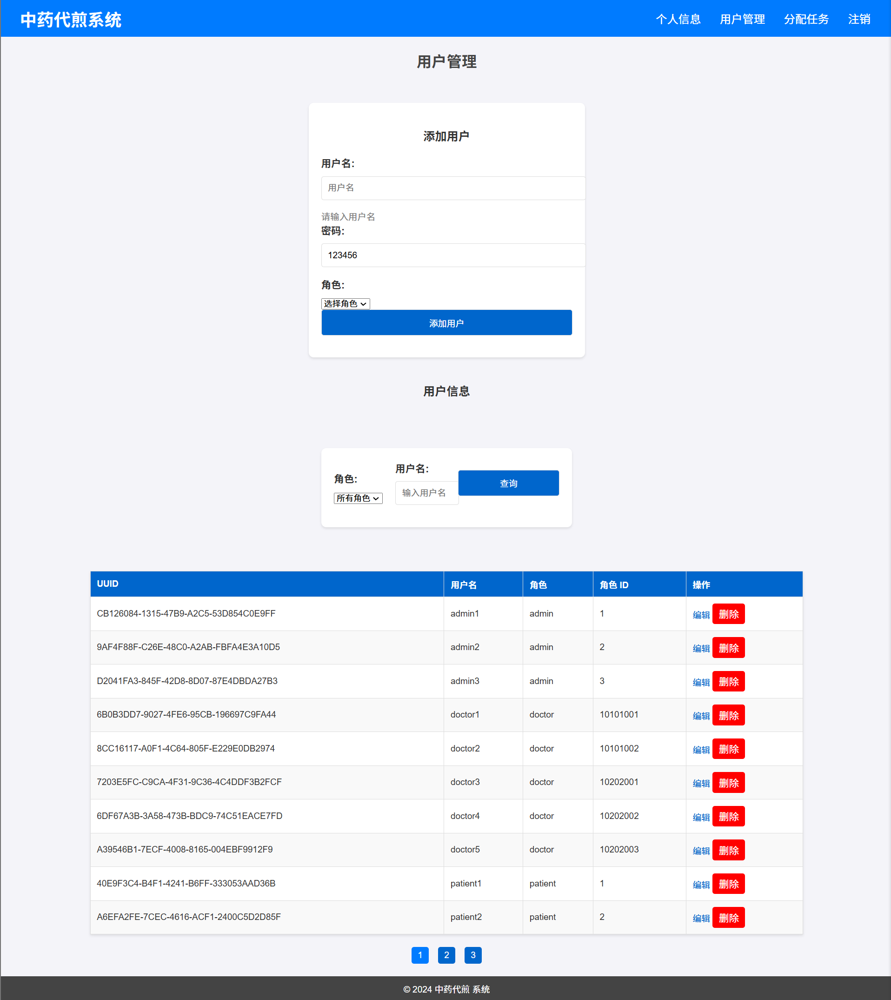 中药代煎系统 个人信息 用户管理 分配任务 注销
用户管理
添加用户
用户名:
用户名
请输入用户名
密码:
123456
角色:
选择角色
添加用户
用户信息
角色:
所有角色
用户名:
输入用户名
查询
UUID 用户名 角色 角色 ID 操作
CB126084-1315-47B9-A2C5-53D854C0E9FF admin1 admin 1 编辑 删除
9AF4F88F-C26E-48C0-A2AB-FBFA4E3A10D5 admin2 admin 2 编辑 删除
D2041FA3-845F-42D8-8D07-87E4DBDA27B3 admin3 admin 3 编辑 删除
6B0B3DD7-9027-4FE6-95CB-196697C9FA44 doctor1 doctor 10101001 编辑 删除
8CC16117-A0F1-4C64-805F-E229E0DB2974 doctor2 doctor 10101002 编辑 删除
7203E5FC-C9CA-4F31-9C36-4C4DDF3B2FCF doctor3 doctor 10202001 编辑 删除
6DF67A3B-3A58-473B-BDC9-74C51EACE7FD doctor4 doctor 10202002 编辑 删除
A39546B1-7ECF-4008-8165-004EBF9912F9 doctor5 doctor 10202003 编辑 删除
40E9F3C4-B4F1-4241-B6FF-333053AAD36B patient1 patient 1 编辑 删除
A6EFA2FE-7CEC-4616-ACF1-2400C5D2D85F patient2 patient 2 编辑 删除
1 2 3
© 2024 中药代煎 系统